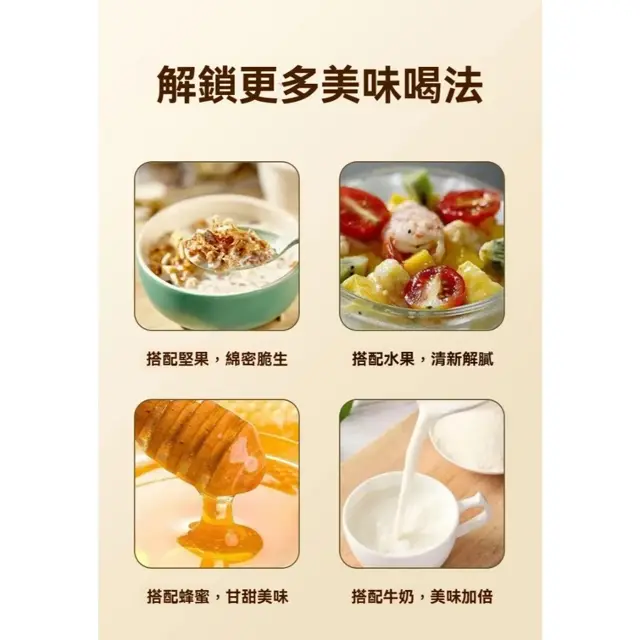 解鎖更多美味喝法
搭配堅果，綿密脆生
搭配水果，清新解膩
搭配蜂蜜，甘甜美味
搭配牛奶，美味加倍